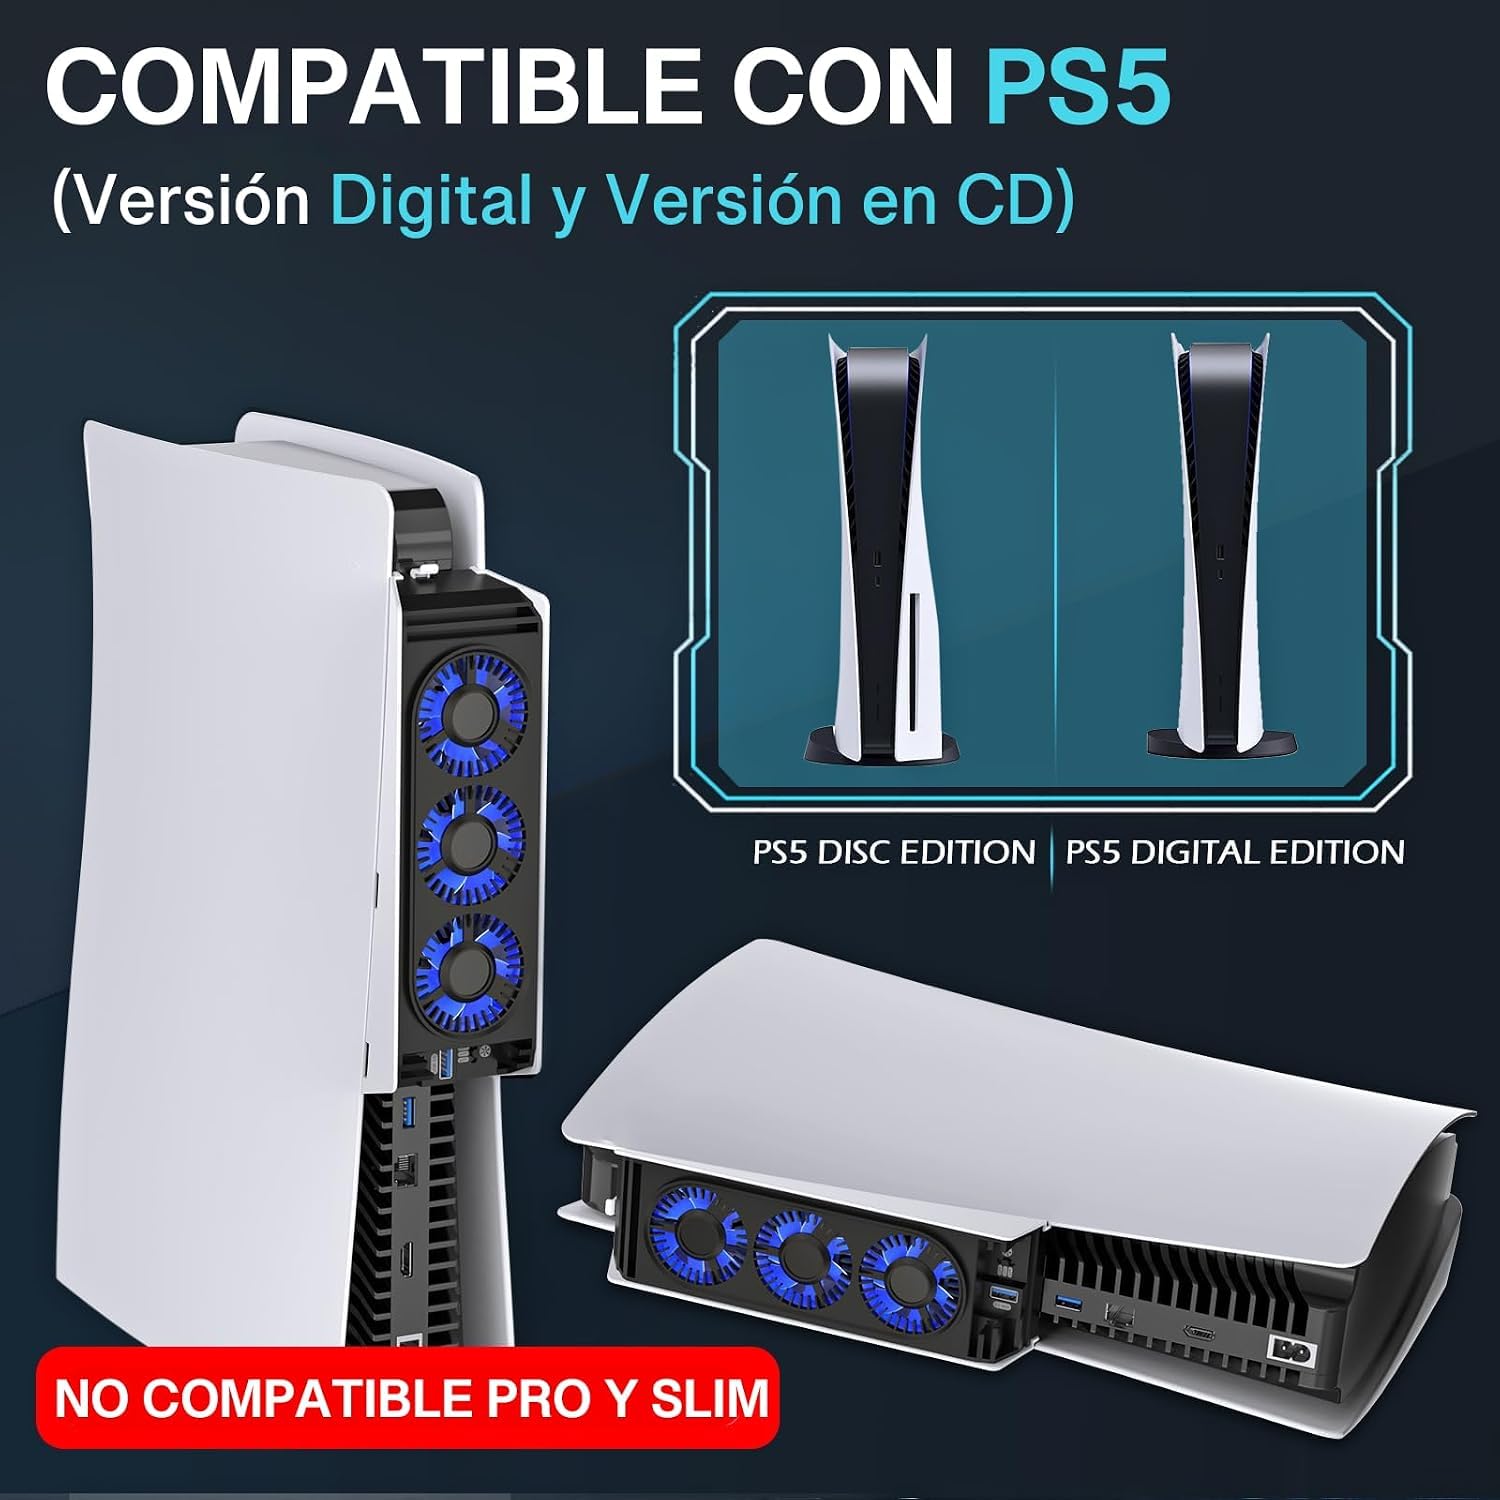 COMPATIBLE CON PS5
(Versión Digital y Versión en CD)
PS5 DISC EDITION
PS5 DIGITAL EDITION
NO COMPATIBLE PRO Y SLIM